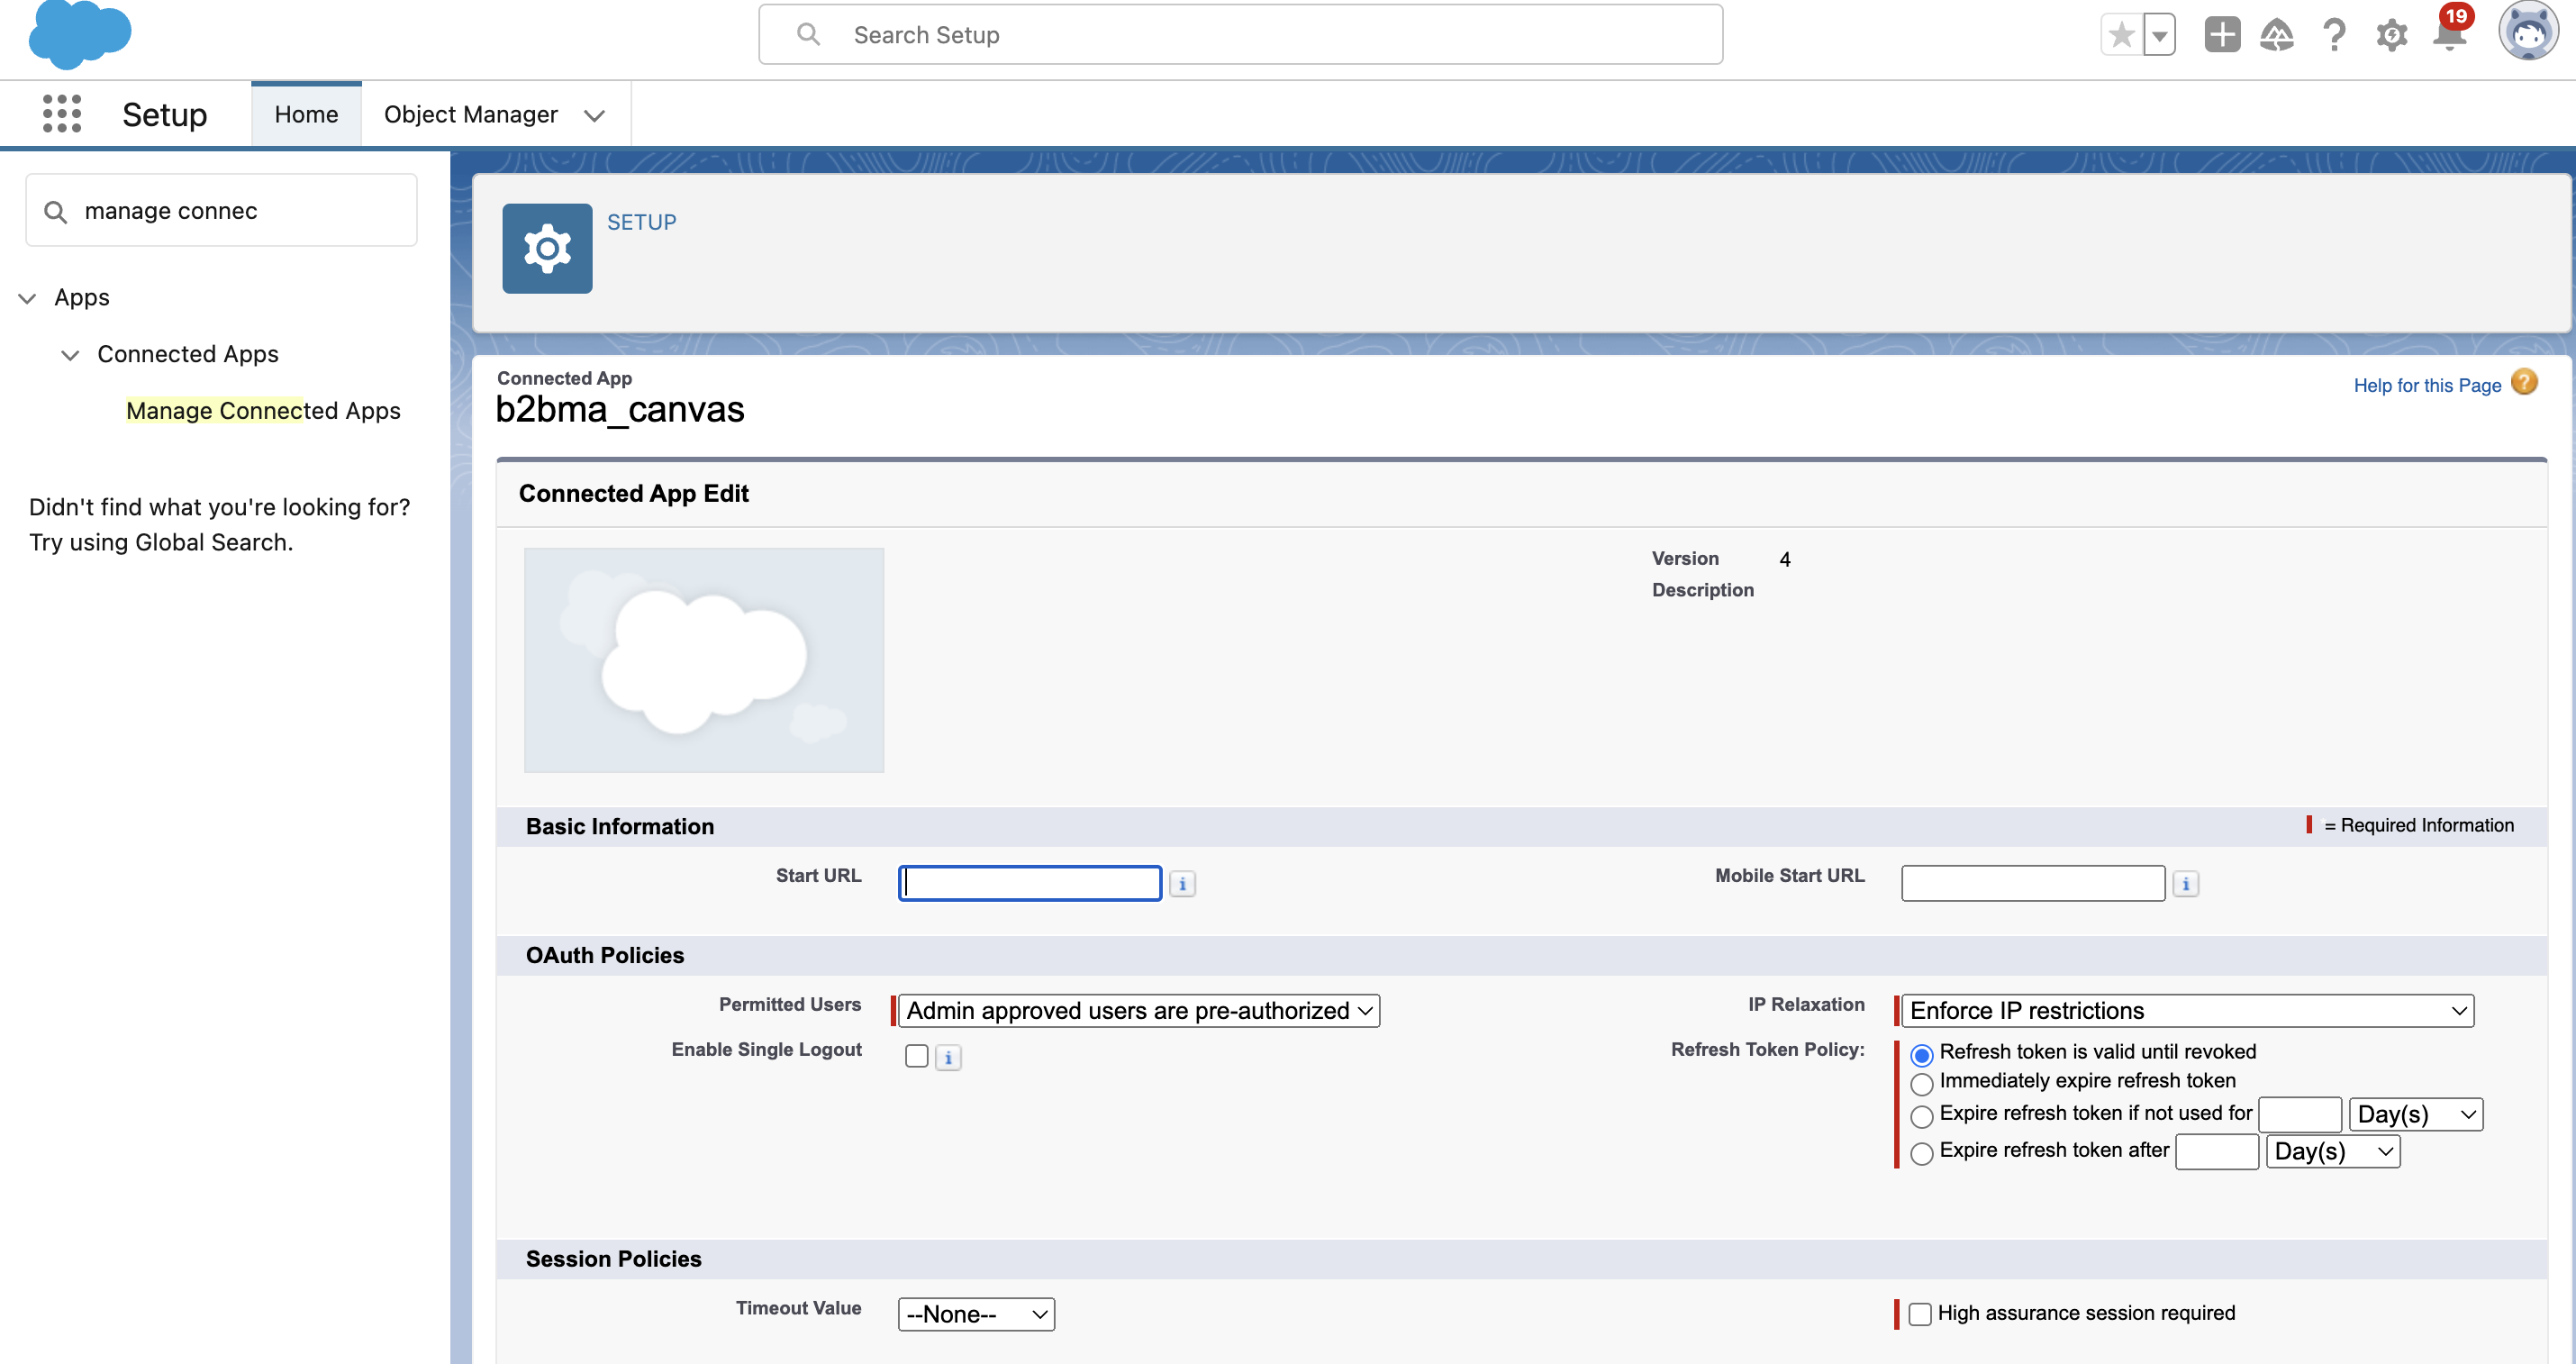 Search Setup
19
Setup
Home
Object Manager
manage connec
Apps
Connected Apps
Manage Connected Apps
Didn't find what you're looking for?
Try using Global Search.
SETUP
Connected App
b2bma_canvas
Help for this Page ?
Connected App Edit
Version 4
Description
Basic Information
= Required Information
Start URL
i
Mobile Start URL
i
OAuth Policies
Permitted Users Admin approved users are pre-authorized
IP Relaxation Enforce IP restrictions
Enable Single Logout i
Refresh Token Policy: Refresh token is valid until revoked
Immediately expire refresh token
Expire refresh token if not used for Day(s)
Expire refresh token after Day(s)
Session Policies
Timeout Value --None--
High assurance session required